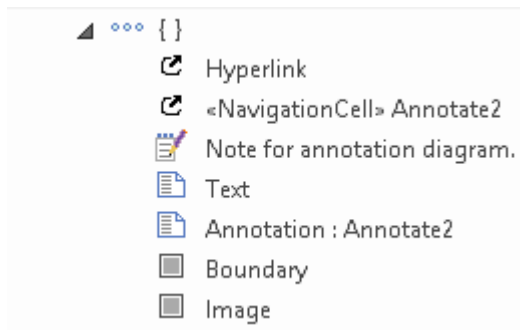 { }
Hyperlink
«NavigationCell» Annotate2
Note for annotation diagram.
Text
Annotation : Annotate2
Boundary
Image